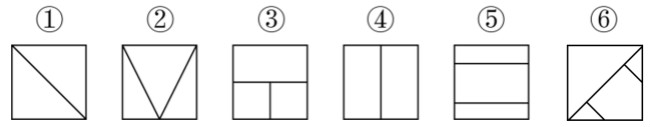 ① ② ③ ④ ⑤ ⑥